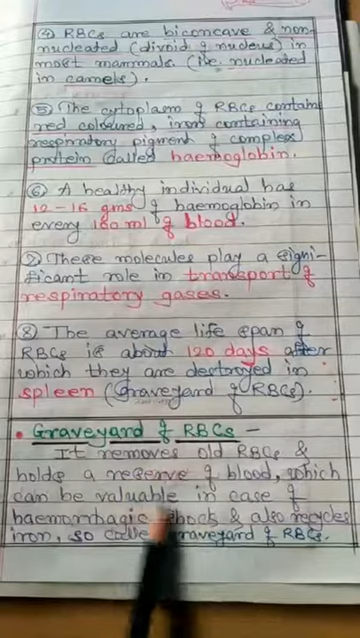 ④ RBCs are biconcave & non-
nucleated (divoid of nucleus) in
most mammals (i.e. nucleated
in camels).
⑤ The cytoplasm of RBCs contains
red coloured, iron containing
respiratory pigment of complex
protein called haemoglobin.
⑥ A healthy individual has
12-16 gms of haemoglobin in
every 100 ml of blood.
⑦ These molecules play a signi-
ficant role in transport of
respiratory gases.
⑧ The average life span of
RBCs is about 120 days after
which they are destroyed in
spleen (Graveyard of RBCs).
• Graveyard of RBCs -
It removes old RBCs &
holds a reserve of blood, which
can be valuable in case of
haemorrhagic shock & also recycles
iron, so called graveyard of RBCs.